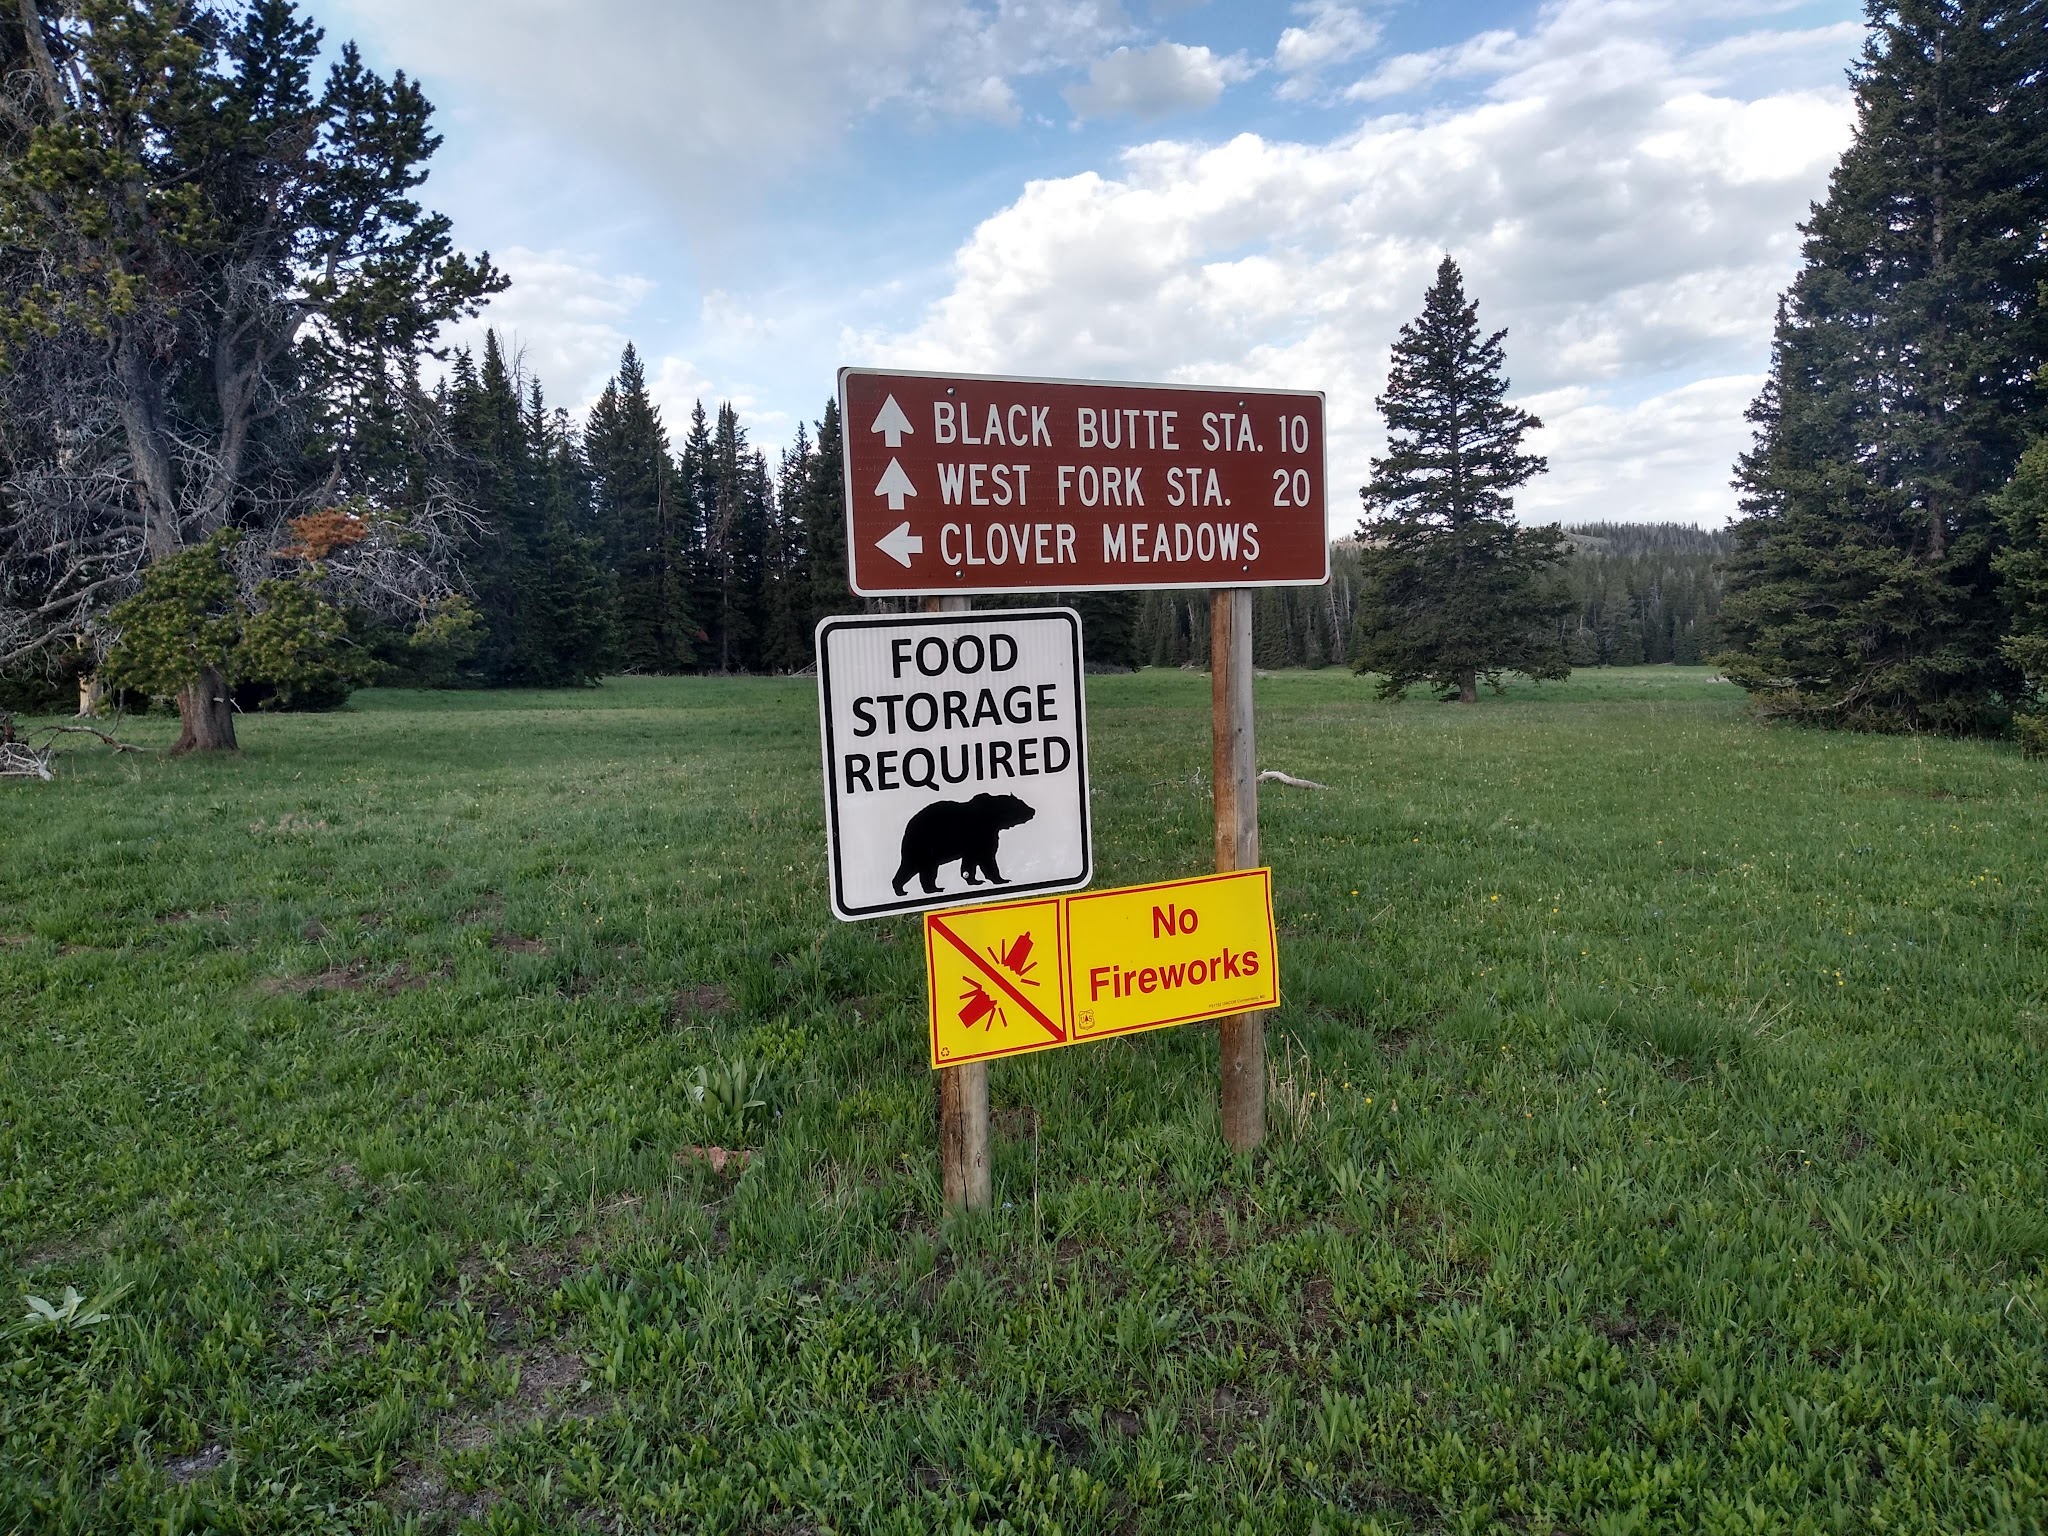 BLACK BUTTE STA. 10
WEST FORK STA. 20
CLOVER MEADOWS
FOOD
STORAGE
REQUIRED
No
Fireworks